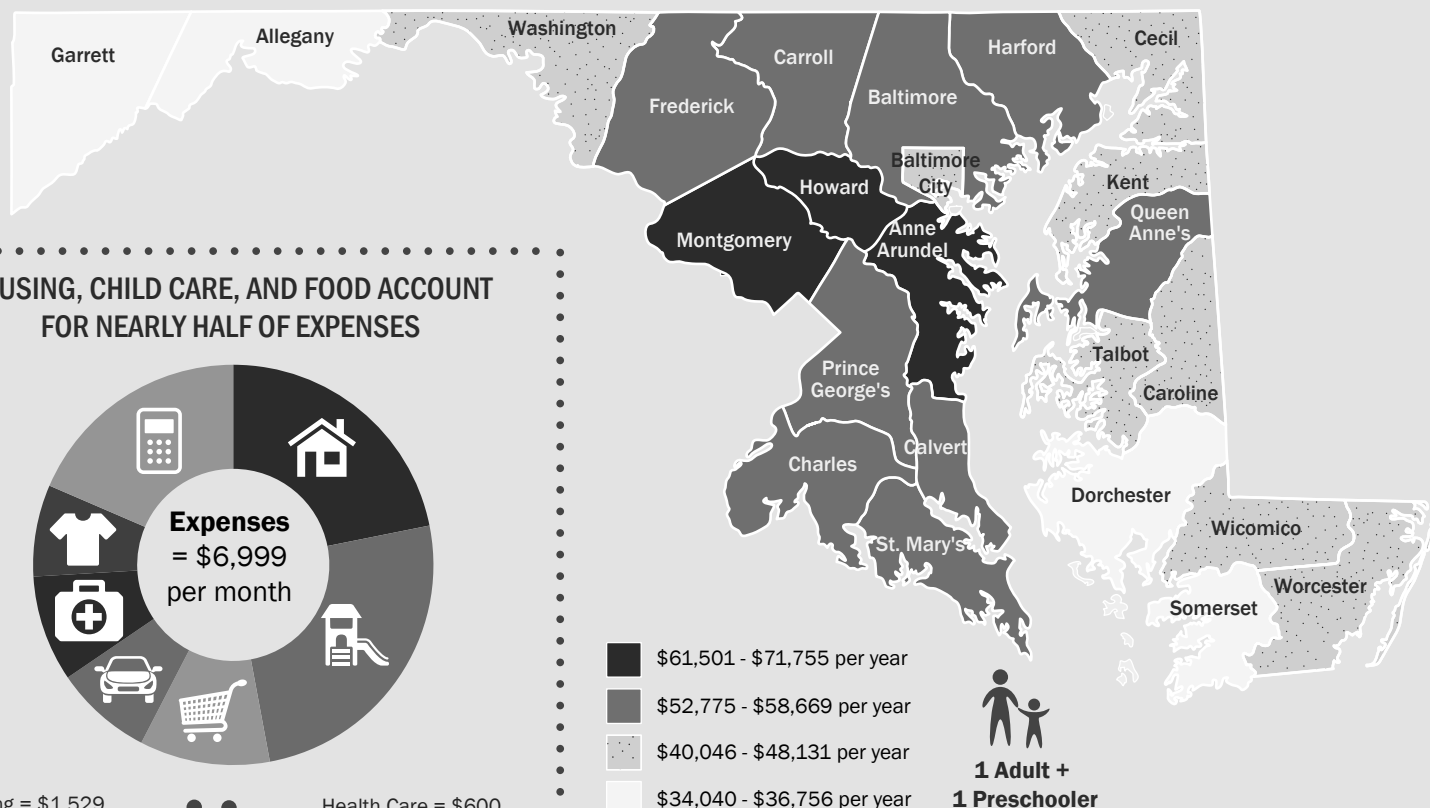 Garrett
Allegany
Washington
Frederick
Carroll
Baltimore
Harford
Cecil
Baltimore
City
Howard
Montgomery
Anne
Arundel
Kent
Queen
Anne's
Talbot
Caroline
Prince
George's
Calvert
Charles
St. Mary's
Dorchester
Wicomico
Worcester
Somerset
USING, CHILD CARE, AND FOOD ACCOUNT
FOR NEARLY HALF OF EXPENSES
Expenses
= $6,999
per month
g = $1,529
Health Care = $600
$61,501 - $71,755 per year
$52,775 - $58,669 per year
$40,046 - $48,131 per year
$34,040 - $36,756 per year
1 Adult +
1 Preschooler